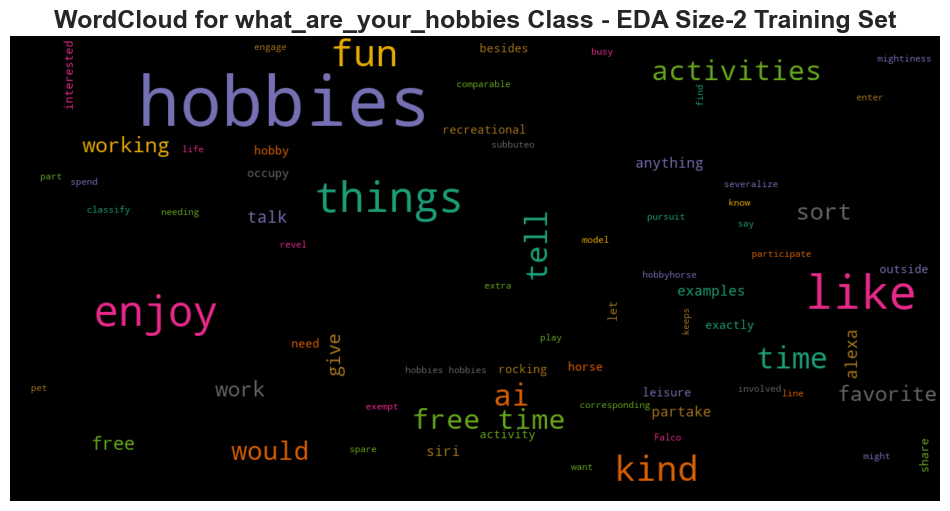 WordCloud for what_are_your_hobbies Class - EDA Size-2 Training Set
interested
engage
fun
besides
busy
mightiness
activities
comparable
find
enter
hobbies
recreational
working
life
hobby
subbuteo
anything
part
spend
occupy
severalize
things
classify
needing
talk
know
pursuit
say
sort
tell
revel
model
participate
hobbyhorse
outside
extra
examples
like
enjoy
let
keeps
exactly
play
need
give
time
alexa
hobbies hobbies
rocking
horse
pet
work
ai
leisure
involved
line
favorite
exempt
corresponding
partake
free time
activity
Falco
free
would
spare
siri
want
kind
might
share